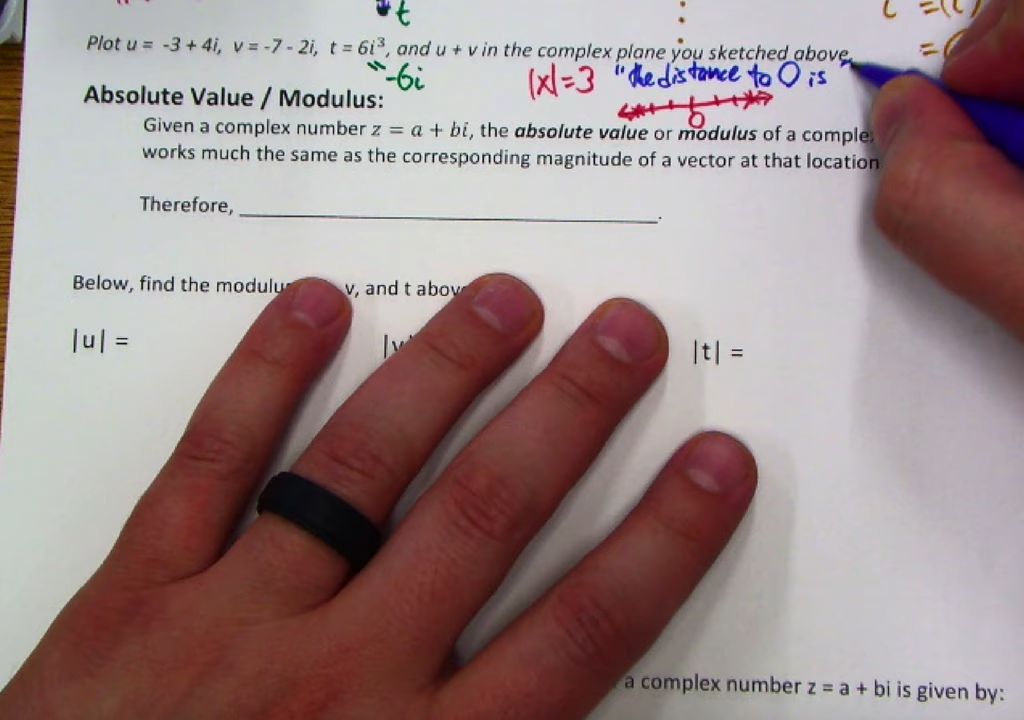 t
Plot u = -3 + 4i, v = -7 - 2i, t = 6i³, and u + v in the complex plane you sketched above.
-6i |x|=3 "the distance to 0 is
0
Absolute Value / Modulus:
Given a complex number z = a + bi, the absolute value or modulus of a
works much the same as the corresponding magnitude of a vector at that location
Therefore, ______________________.
Below, find the v, and t
|u| = |t| =
a complex number z = a + bi is given by: